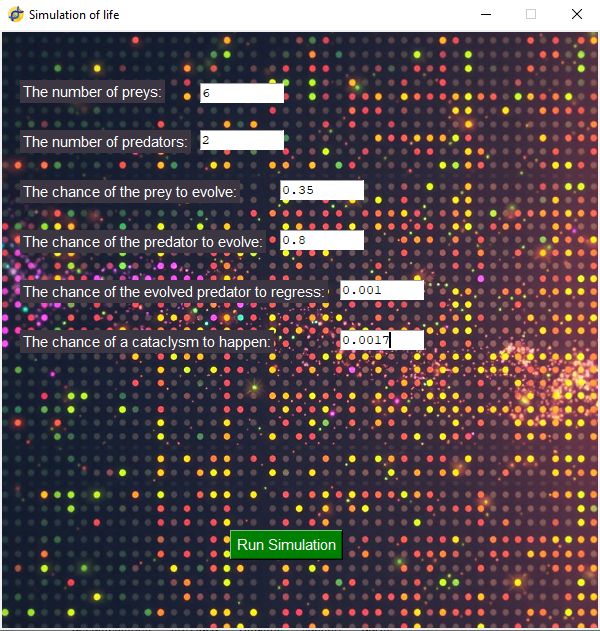 Simulation of life
The number of preys: 6
The number of predators: 2
The chance of the prey to evolve: 0.35
The chance of the predator to evolve: 0.8
The chance of the evolved predator to regress: 0.001
The chance of a cataclysm to happen: 0.0017
Run Simulation